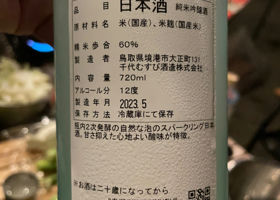 日本酒 純米吟醸酒
原材料名 米(国産)、米麹(国産米)
精米歩合 60%
製造者 鳥取県境港市大正町131
千代むすび酒造株式会社
内容量 720ml
アルコール分 12度
製造年月 2023.5
保存方法 冷蔵庫にて保存
瓶内2次発酵の自然な泡のスパークリング日本
酒。甘さ抑えた心地よい酸味が特徴。
※お酒は二十歳になってから